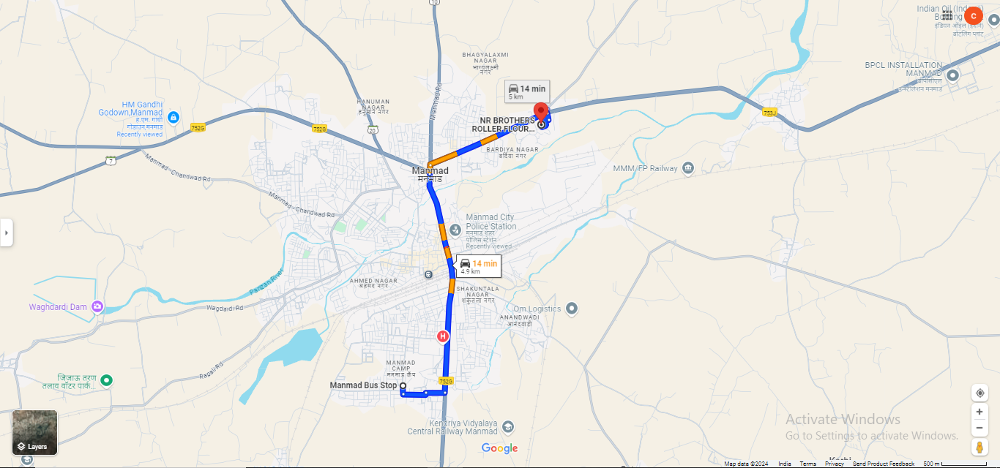 10
Indian Oil (Indane)
इंडियन ऑइल (इंडेन)
बॉटलिंग प्लांट
C
BHAGYALAXMI
NAGAR
भाग्यलक्ष्मी
नगर
BPCL INSTALLATION
MANMAD
बीपीसीएल
इन्स्टॉलेशन मनमाड
14 min
5 km
Manmad Rd
HANUMAN NAGAR
हनुमान नगर
HM Gandhi
Godown,Manmad
ह.एम. गांधी
गोडाउन,मनमाड
Recently viewed
753J
NR BROTHERS
ROLLER FLOUR...
752G
752G
20
BARDIYA NAGAR
बर्दिया नगर
7
Manmad - Chandwad Rd
Manmad
मनमाड
MMM/FP Railway
Manmad - Chandwad Rd
Manmad City
Police Station
मनमाड शहर
पोलिस स्टेशन
Recently viewed
14 min
4.9 km
AHMED NAGAR
अहमद नगर
Panzan River
SHAKUNTALA
NAGAR
शकुंतला नगर
Waghdardi Dam
Wagdaldi Rd
Om Logistics
ANANDWADI
आनंदवाडी
H
MANMAD
CAMP
मनमाड कॅंप
Rapali Rd
जिजाऊ तरण
तलाव वॉटर पार्क...
752G
Manmad Bus Stop
Kendriya Vidyalaya
Central Railway Manmad
Activate Windows
Go to Settings to activate Windows.
Layers
Google
Map data ©2024 India Terms Privacy Send Product Feedback 500 m